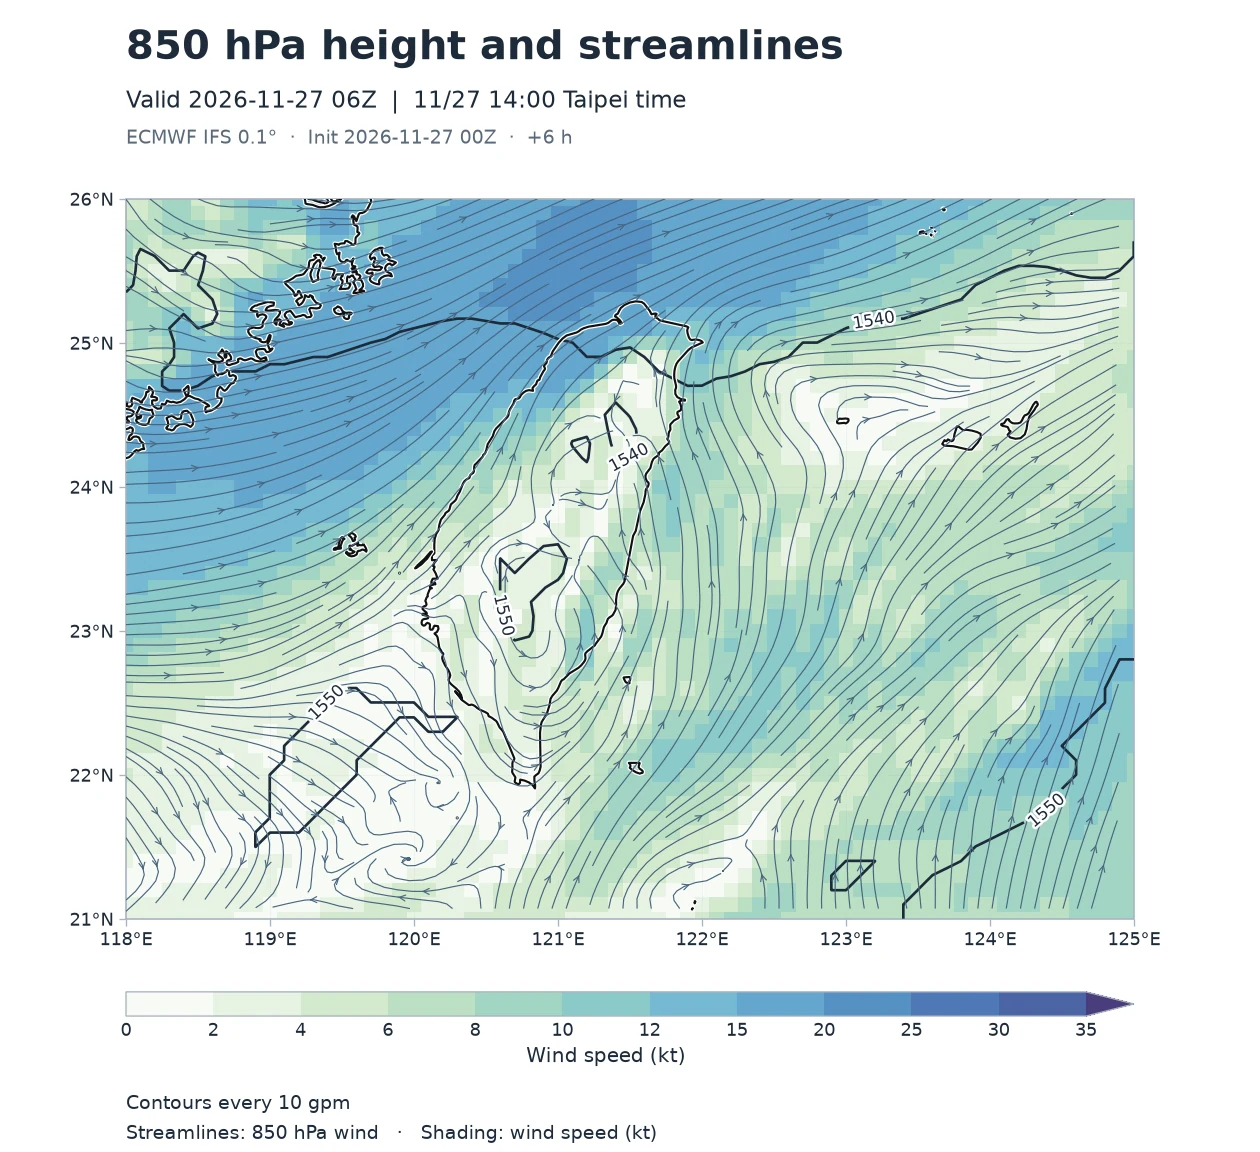 850 hPa height and streamlines
Valid 2026-11-27 06Z | 11/27 14:00 Taipei time
ECMWF IFS 0.1° · Init 2026-11-27 00Z · +6 h
26°N
25°N
24°N
23°N
22°N
21°N
1540
1540
1550
1550
1550
118°E 119°E 120°E 121°E 122°E 123°E 124°E 125°E
0 2 4 6 8 10 12 15 20 25 30 35
Wind speed (kt)
Contours every 10 gpm
Streamlines: 850 hPa wind · Shading: wind speed (kt)